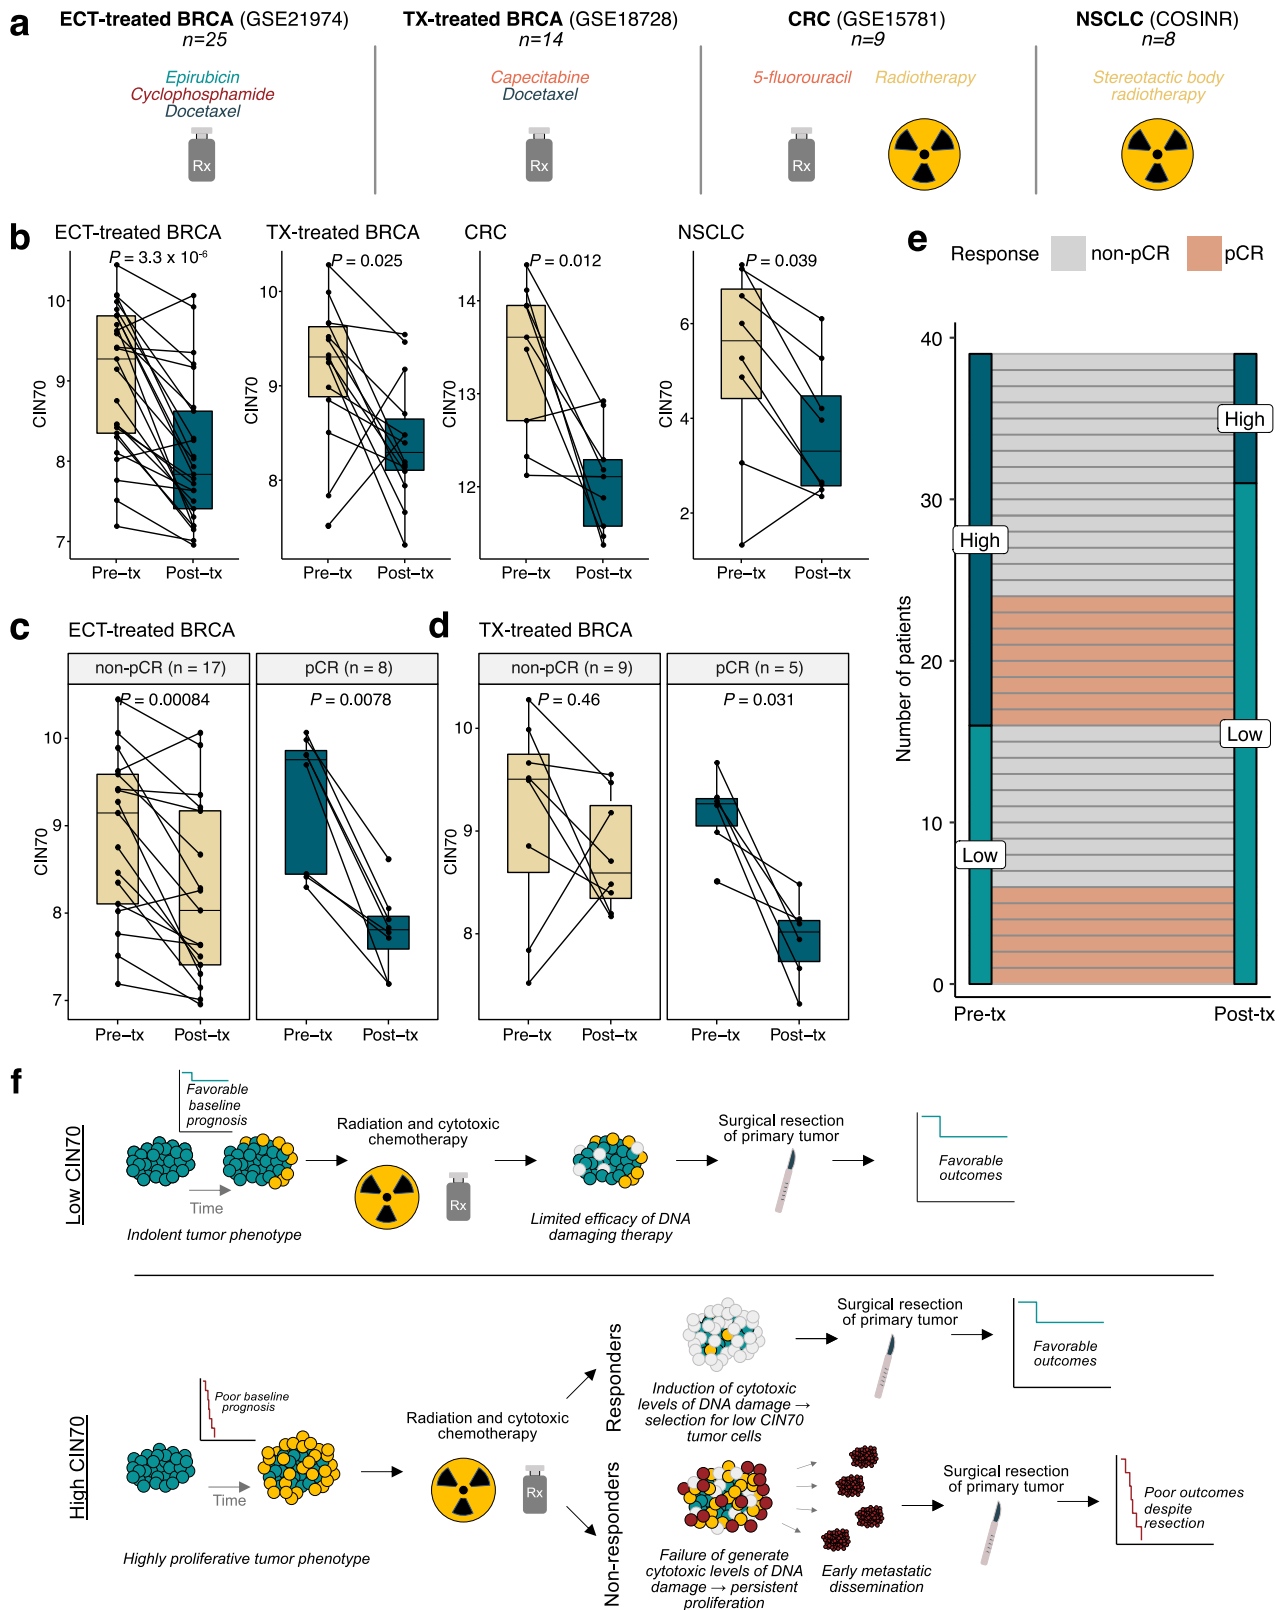 a
ECT-treated BRCA (GSE21974)
n=25
Epirubicin
Cyclophosphamide
Docetaxel
Rx
TX-treated BRCA (GSE18728)
n=14
Capecitabine
Docetaxel
Rx
CRC (GSE15781)
n=9
5-fluorouracil
Radiotherapy
Rx
NSCLC (COSINR)
n=8
Stereotactic body
radiotherapy
b
ECT-treated BRCA
P = 3.3 x 10-6
CIN70
10
9
8
7
Pre–tx
Post–tx
TX-treated BRCA
P = 0.025
CIN70
10
9
8
Pre–tx
Post–tx
CRC
P = 0.012
CIN70
14
13
12
Pre–tx
Post–tx
NSCLC
P = 0.039
CIN70
6
4
2
Pre–tx
Post–tx
c
ECT-treated BRCA
non-pCR (n = 17)
pCR (n = 8)
P = 0.00084
P = 0.0078
CIN70
10
9
8
7
Pre–tx
Post–tx
Pre–tx
Post–tx
d
TX-treated BRCA
non-pCR (n = 9)
pCR (n = 5)
P = 0.46
P = 0.031
CIN70
10
9
8
Pre–tx
Post–tx
Pre–tx
Post–tx
e
Response
non-pCR
pCR
Number of patients
40
30
20
10
0
High
Low
High
Low
Pre-tx
Post-tx
f
Low CIN70
Favorable
baseline
prognosis
Time
Indolent tumor phenotype
Radiation and cytotoxic
chemotherapy
Rx
Limited efficacy of DNA
damaging therapy
Surgical resection
of primary tumor
Favorable
outcomes
High CIN70
Poor baseline
prognosis
Time
Highly proliferative tumor phenotype
Radiation and cytotoxic
chemotherapy
Rx
Responders
Induction of cytotoxic
levels of DNA damage →
selection for low CIN70
tumor cells
Surgical resection
of primary tumor
Favorable
outcomes
Non-responders
Failure of generate
cytotoxic levels of DNA
damage → persistent
proliferation
Early metastatic
dissemination
Surgical resection
of primary tumor
Poor outcomes
despite
resection